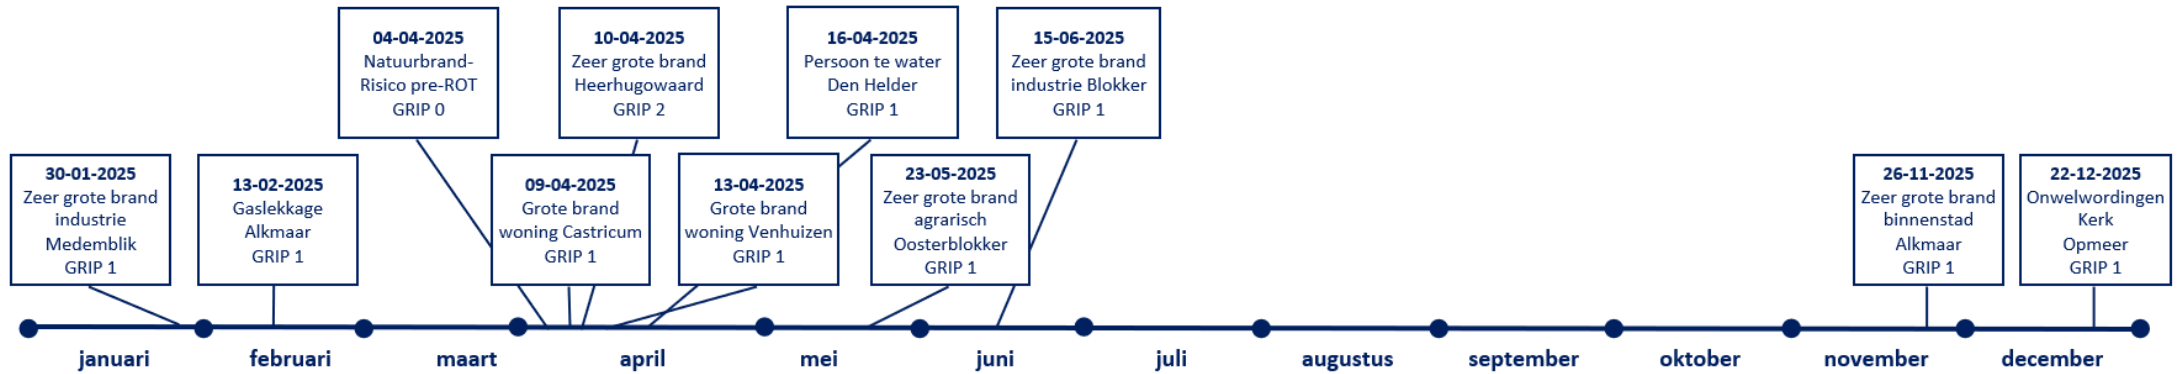 04-04-2025
Natuurbrand-
Risico pre-ROT
GRIP 0
10-04-2025
Zeer grote brand
Heerhugowaard
GRIP 2
16-04-2025
Persoon te water
Den Helder
GRIP 1
15-06-2025
Zeer grote brand
industrie Blokker
GRIP 1
30-01-2025
Zeer grote brand
industrie
Medemblik
GRIP 1
13-02-2025
Gaslekkage
Alkmaar
GRIP 1
09-04-2025
Grote brand
woning Castricum
GRIP 1
13-04-2025
Grote brand
woning Venhuizen
GRIP 1
23-05-2025
Zeer grote brand
agrarisch
Oosterblokker
GRIP 1
26-11-2025
Zeer grote brand
binnenstad
Alkmaar
GRIP 1
22-12-2025
Onwelwordingen
Kerk
Opmeer
GRIP 1
januari februari maart april mei juni juli augustus september oktober november december